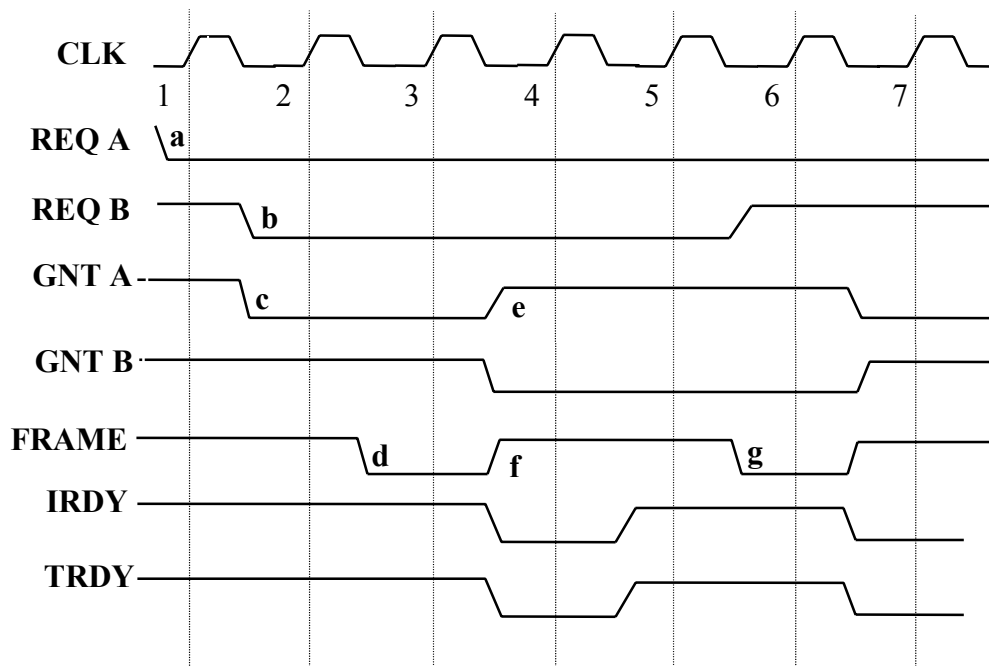 CLK
1 2 3 4 5 6 7
REQ A a
REQ B b
GNT A c e
GNT B
FRAME d f g
IRDY
TRDY